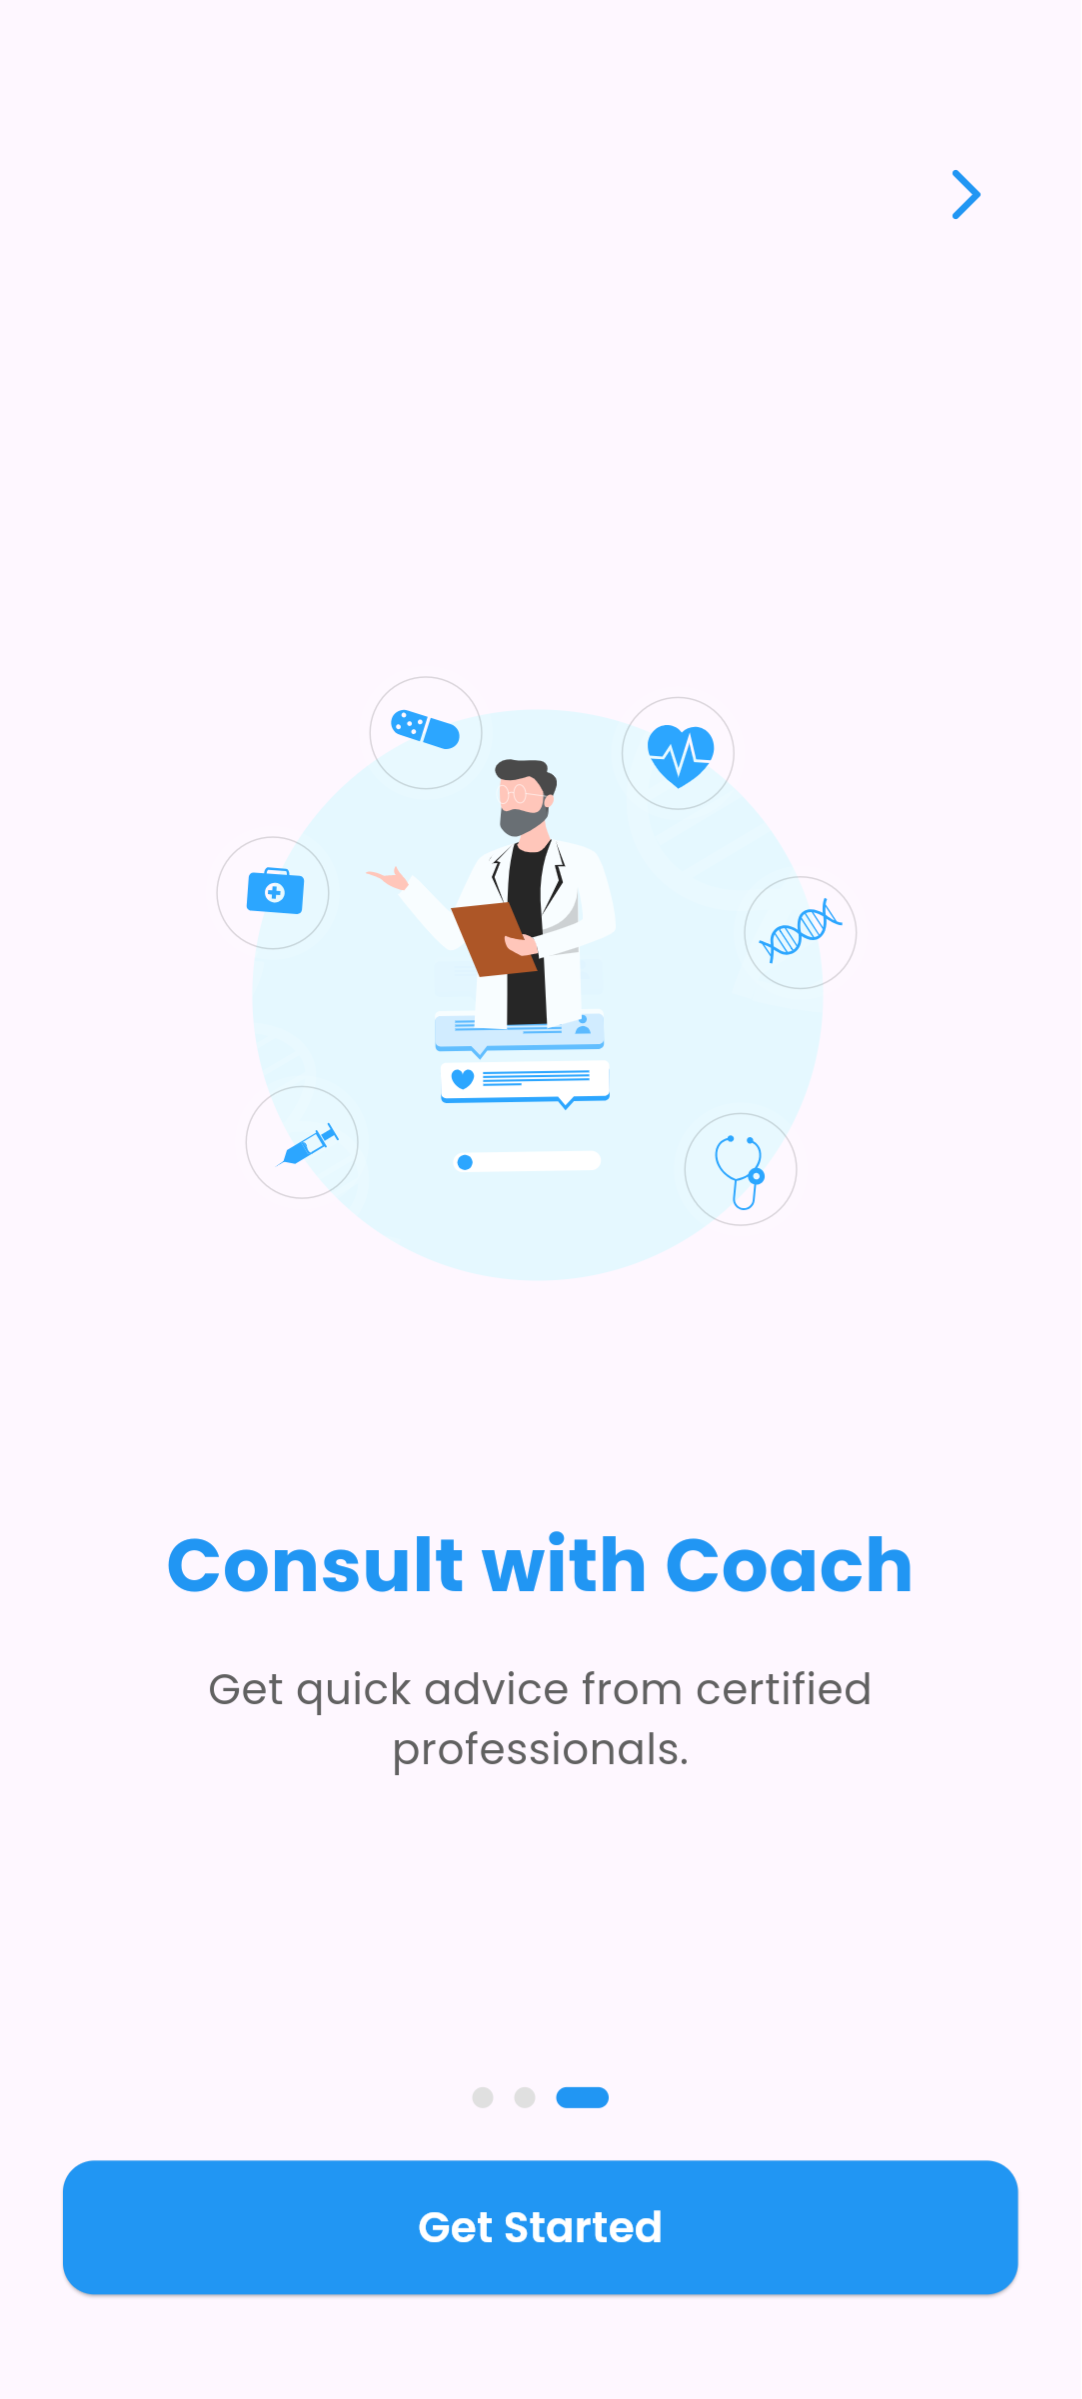 Consult with Coach
Get quick advice from certified
professionals.
Get Started